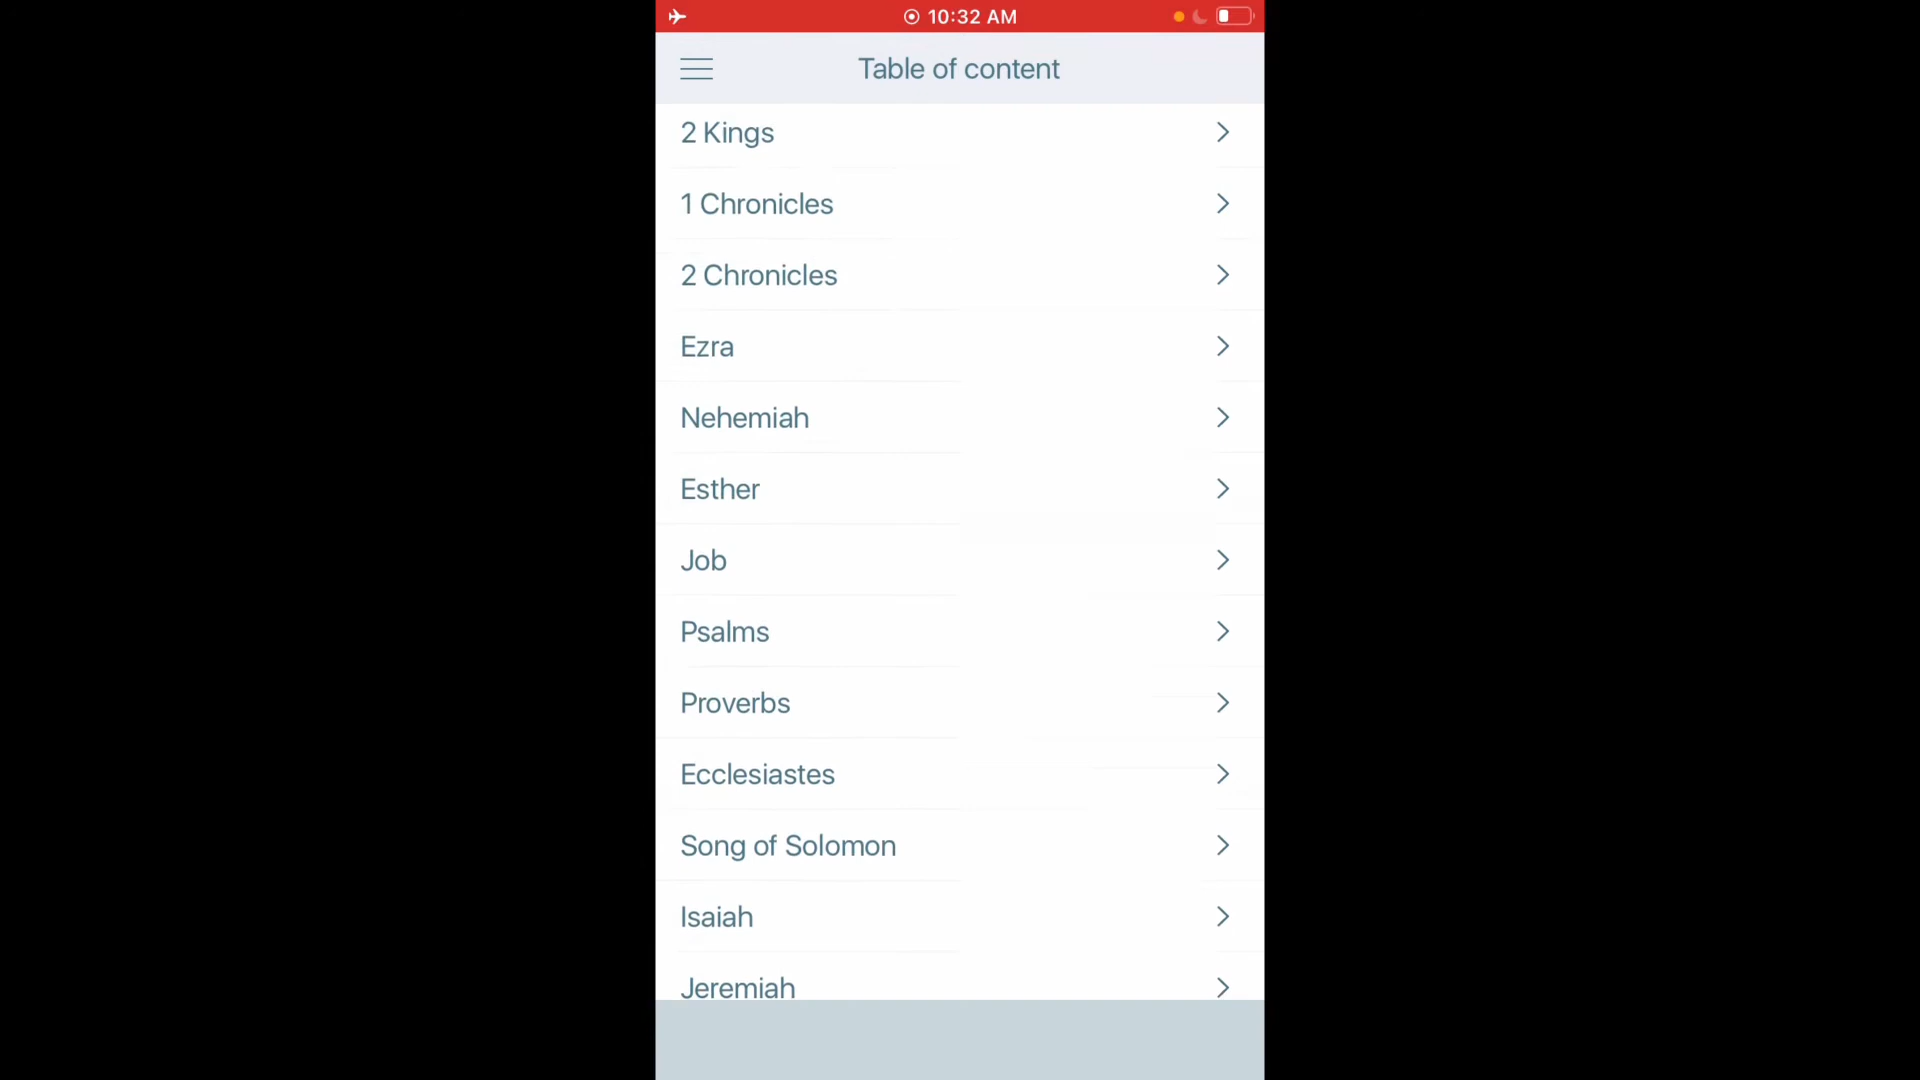 10:32 AM
Table of content
2 Kings
1 Chronicles
2 Chronicles
Ezra
Nehemiah
Esther
Job
Psalms
Proverbs
Ecclesiastes
Song of Solomon
Isaiah
Jeremiah